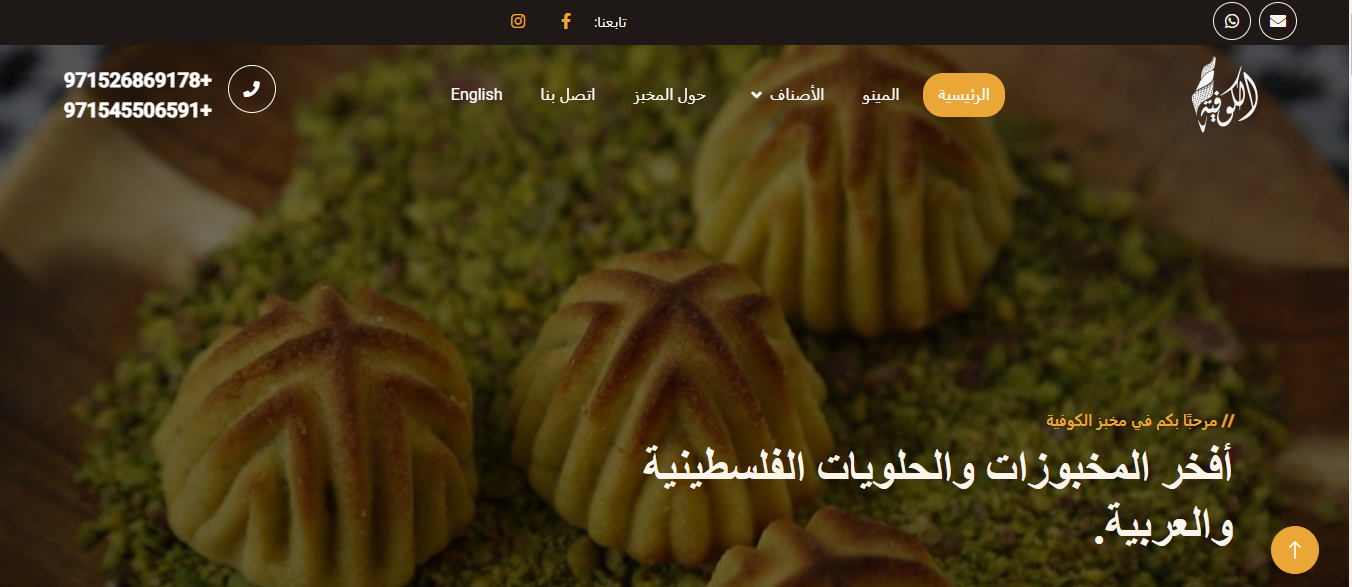 تابعنا:
الكوفية
الرئيسية
المينو
الأصناف
حول المخبز
اتصل بنا
English
971526869178+
971545506591+
// مرحبًا بكم في مخبز الكوفية
أفخر المخبوزات والحلويات الفلسطينية
والعربية.